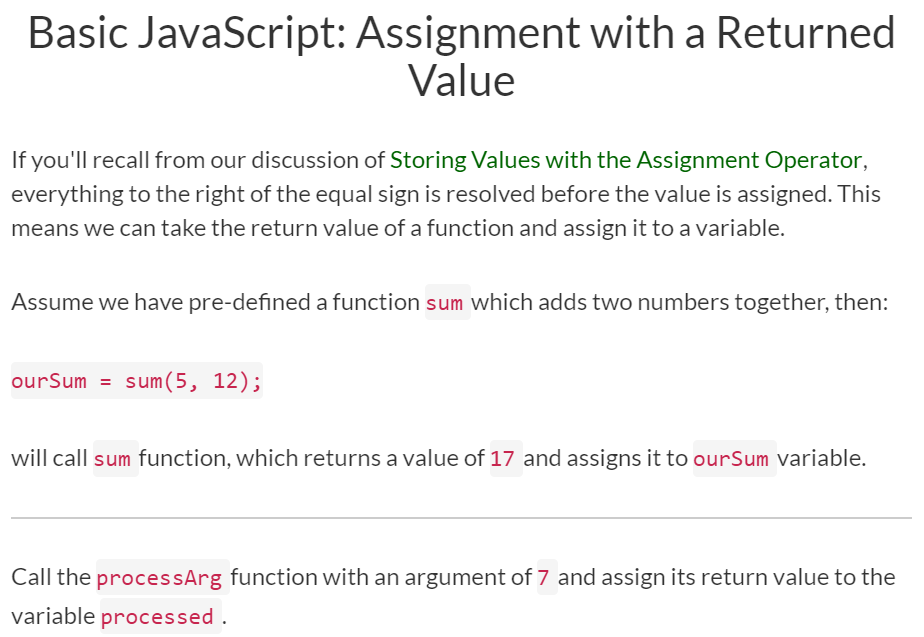 Basic JavaScript: Assignment with a Returned
Value
If you'll recall from our discussion of Storing Values with the Assignment Operator,
everything to the right of the equal sign is resolved before the value is assigned. This
means we can take the return value of a function and assign it to a variable.
Assume we have pre-defined a function sum which adds two numbers together, then:
ourSum = sum(5, 12);
will call sum function, which returns a value of 17 and assigns it to ourSum variable.
Call the processArg function with an argument of 7 and assign its return value to the
variable processed .